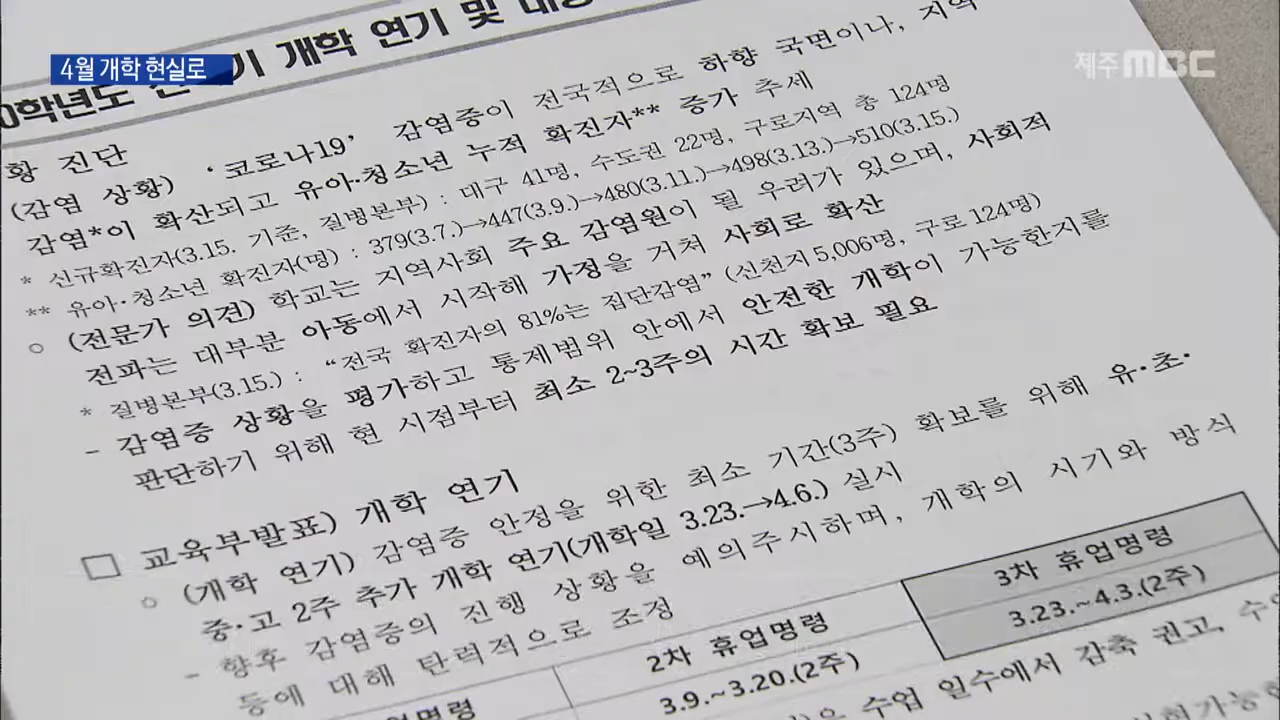 4월 개학 현실로
제주 MBC
학년도 기 개학 연기 및
황 진단
(감염 상황) ‘코로나19’ 감염증이 전국적으로 하향 국면이나, 지역
감염*이 확산되고 유아·청소년 누적 확진자** 증가 추세
* 신규확진자(3.15. 기준, 질병본부) : 대구 41명, 수도권 22명, 구로지역 총 124명
** 유아·청소년 확진자(명) : 379(3.7.)→447(3.9.)→480(3.11.)→498(3.13.)→510(3.15.)
○ (전문가 의견) 학교는 지역사회 주요 감염원이 될 우려가 있으며, 사회적
전파는 대부분 아동에서 시작해 가정을 거쳐 사회로 확산
* 질병본부(3.15.) : “전국 확진자의 81%는 집단감염” (신천지 5,006명, 구로 124명)
- 감염증 상황을 평가하고 통제범위 안에서 안전한 개학이 가능한지를
판단하기 위해 현 시점부터 최소 2~3주의 시간 확보 필요
□ 교육부발표) 개학 연기
○ (개학 연기) 감염증 안정을 위한 최소 기간(3주) 확보를 위해 유·초·
중·고 2주 추가 개학 연기(개학일 3.23.→4.6.) 실시
- 향후 감염증의 진행 상황을 예의주시하며, 개학의 시기와 방식
등에 대해 탄력적으로 조정
휴업명령 2차 휴업명령 3차 휴업명령
3.9.~3.20.(2주) 3.23.~4.3.(2주)
수업 일수에서 감축 권고,